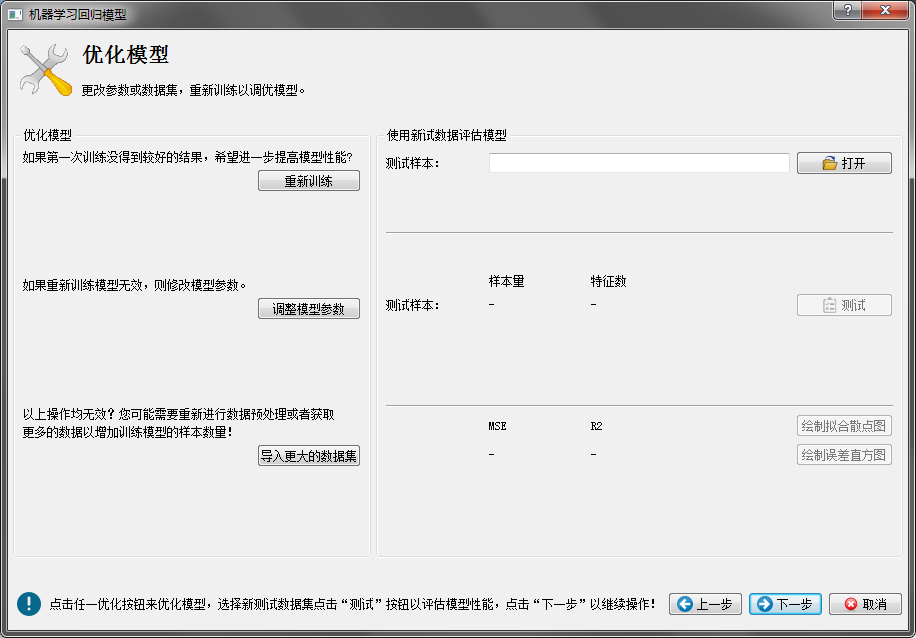 机器学习回归模型
优化模型
更改参数或数据集，重新训练以调优模型。
优化模型
如果第一次训练没得到较好的结果，希望进一步提高模型性能?
重新训练
如果重新训练模型无效，则修改模型参数。
调整模型参数
以上操作均无效？您可能需要重新进行数据预处理或者获取
更多的数据以增加训练模型的样本数量！
导入更大的数据集
使用新试数据评估模型
测试样本：
打开
样本量 特征数
测试样本： - -
测试
MSE R2
绘制拟合散点图
- -
绘制误差直方图
点击任一优化按钮来优化模型，选择新测试数据集点击“测试”按钮以评估模型性能，点击“下一步”以继续操作！
上一步 下一步 取消